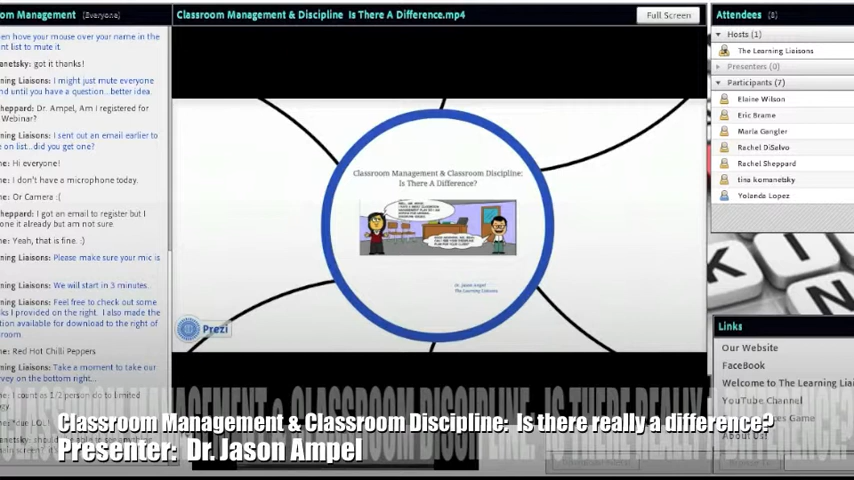 om Management (Everyone)
en hove your mouse over your name in the
nt list to mute it.
anetsky: got it thanks!
ning Liaisons: I might just mute everyone
and until you have a question...better idea.
heppard: Dr. Ampel, Am I registered for
Webinar?
ning Liaisons: I sent out an email earlier to
e on list...did you get one?
ne: Hi everyone!
ne: I don't have a microphone today.
ne: Or Camera :(
heppard: I got an email to register but I
one it already but am not sure
ne: Yeah, that is fine. :)
ning Liaisons: Please make sure your mic is
ning Liaisons: We will start in 3 minutes.
ning Liaisons: Feel free to check out some
ks I provided on the right. I also made the
tion available for download to the right of
room.
ne: Red Hot Chilli Peppers
ning Liaisons: Take a moment to take our
vey on the bottom right...
Classroom Management & Discipline Is There A Difference.mp4
Full Screen
Classroom Management & Classroom Discipline:
Is There A Difference?
Dr. Jason Ampel
The Learning Liaisons
Prezi
Attendees (8)
Hosts (1)
The Learning Liaisons
Presenters (0)
Participants (7)
Elaine Wilson
Eric Brame
Maria Gangler
Rachel DiSalvo
Rachel Sheppard
tina komanetsky
Yolanda Lopez
K I N
Links
Our Website
FaceBook
Welcome to The Learning Liai
YouTube Channel
Game
About Us!
Classroom Management & Classroom Discipline: Is there really a difference?
Presenter: Dr. Jason Ampel